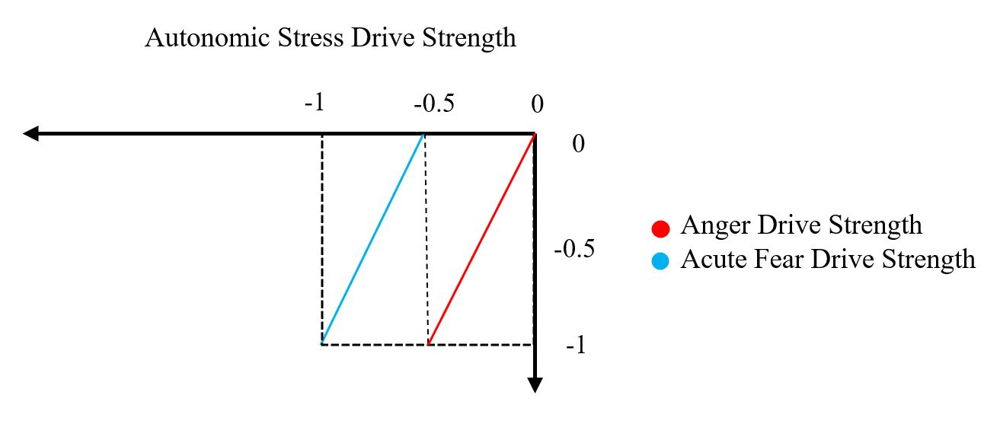 Autonomic Stress Drive Strength
-1 -0.5 0
0
-0.5
-1
Anger Drive Strength
Acute Fear Drive Strength